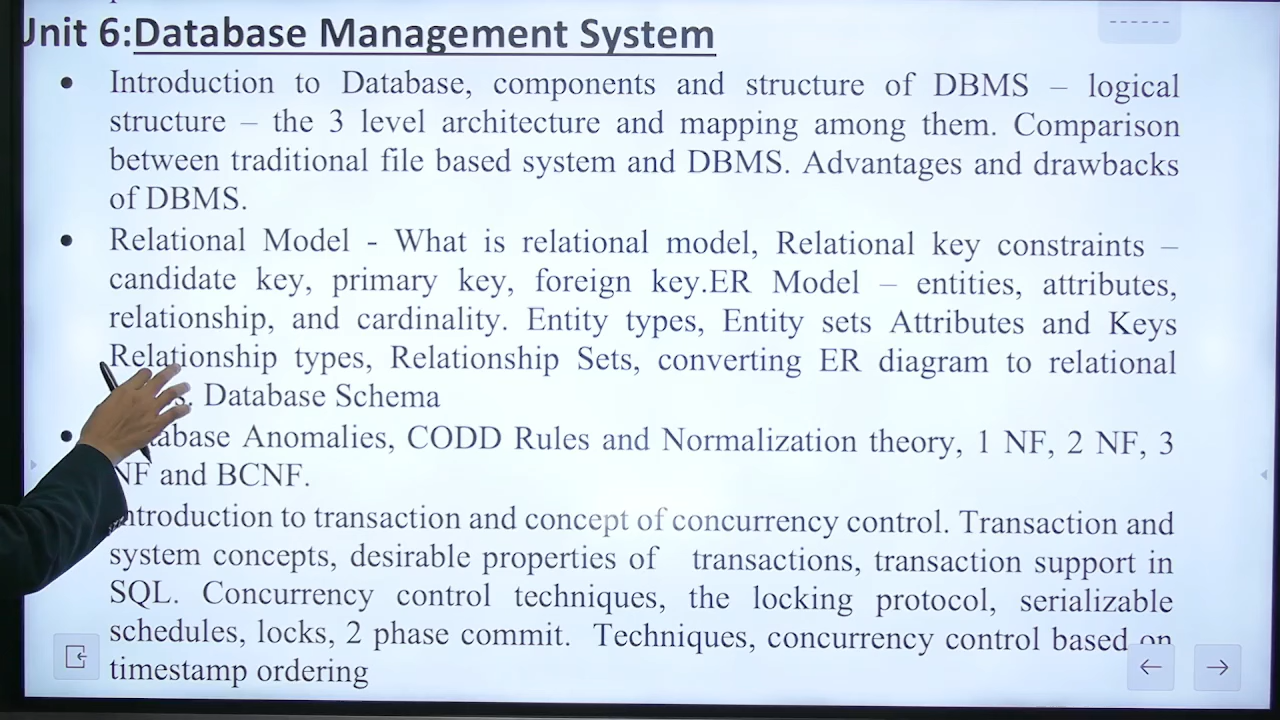 Unit 6:Database Management System
------
• Introduction to Database, components and structure of DBMS – logical
structure – the 3 level architecture and mapping among them. Comparison
between traditional file based system and DBMS. Advantages and drawbacks
of DBMS.
• Relational Model - What is relational model, Relational key constraints –
candidate key, primary key, foreign key.ER Model – entities, attributes,
relationship, and cardinality. Entity types, Entity sets Attributes and Keys
Relationship types, Relationship Sets, converting ER diagram to relational
Database Schema
• Anomalies, CODD Rules and Normalization theory, 1 NF, 2 NF, 3
NF and BCNF.
Introduction to transaction and concept of concurrency control. Transaction and
system concepts, desirable properties of transactions, transaction support in
SQL. Concurrency control techniques, the locking protocol, serializable
schedules, locks, 2 phase commit. Techniques, concurrency control based on
timestamp ordering